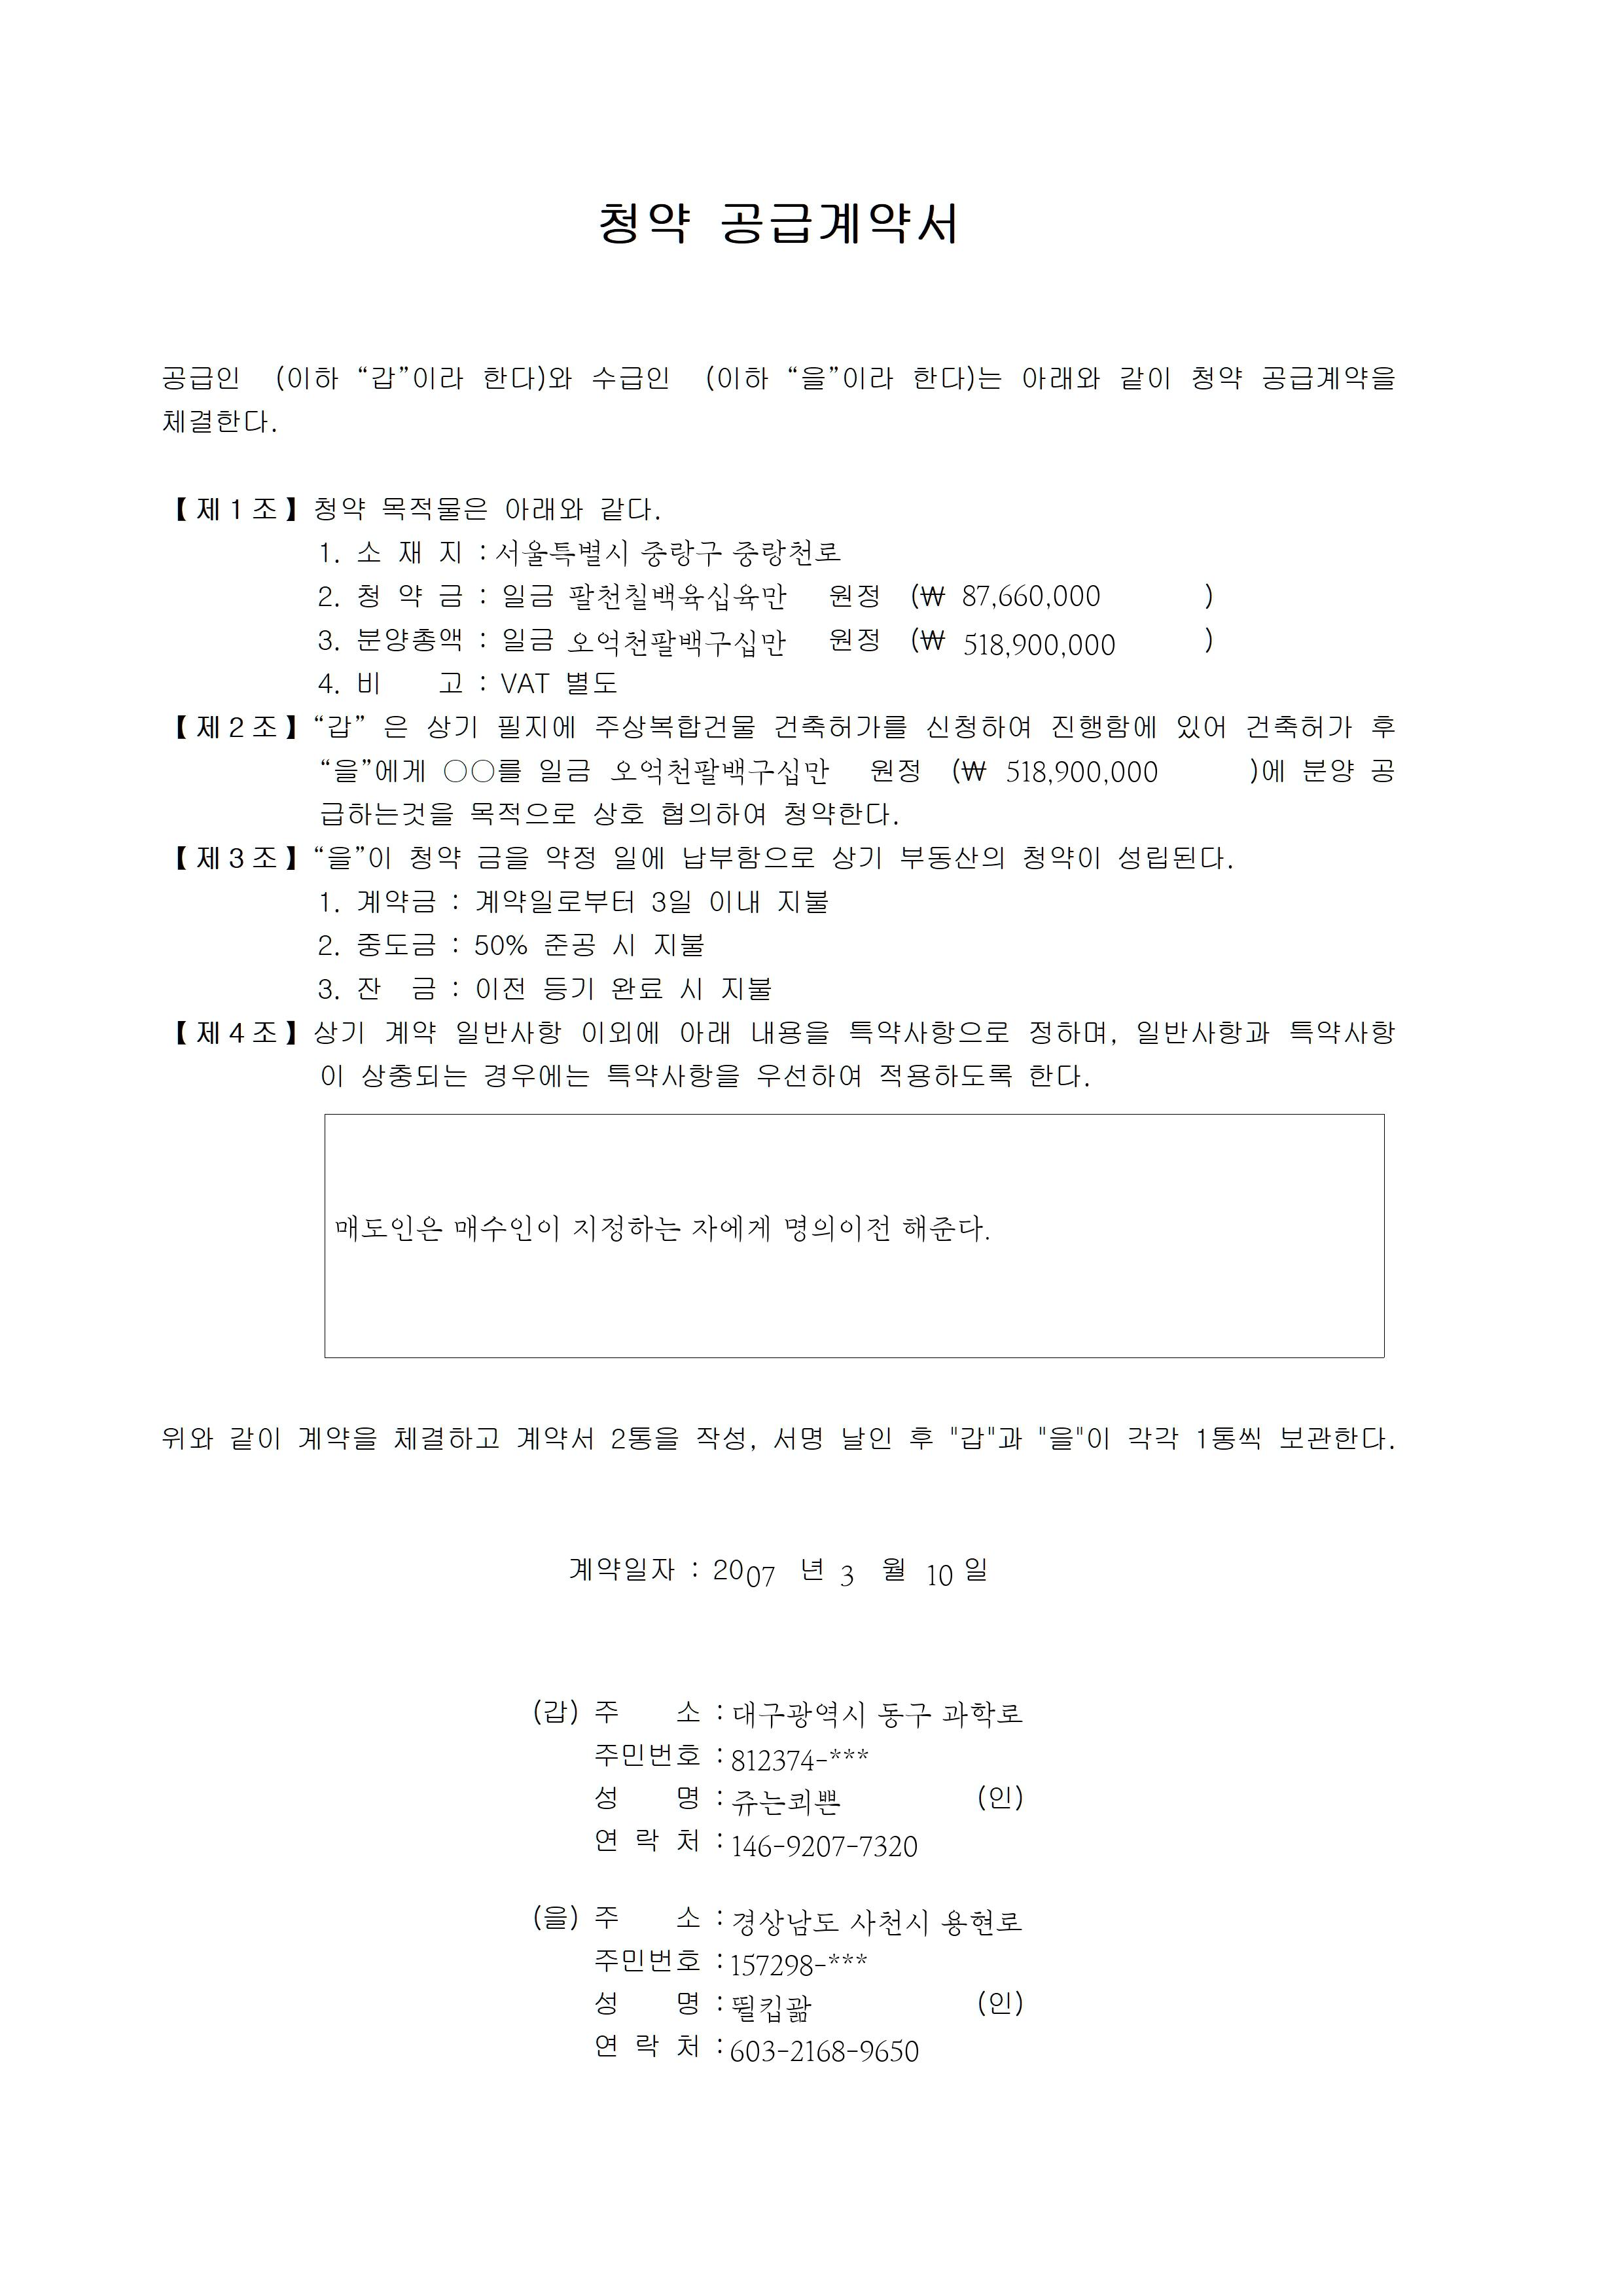 청약 공급계약서
공급인 (이하 “갑”이라 한다)와 수급인 (이하 “을”이라 한다)는 아래와 같이 청약 공급계약을
체결한다.
【제1조】청약 목적물은 아래와 같다.
1. 소 재 지 : 서울특별시 중랑구 중랑천로
2. 청 약 금 : 일금 팔천칠백육십육만 원정 (₩ 87,660,000 )
3. 분양총액 : 일금 오억천팔백구십만 원정 (₩ 518,900,000 )
4. 비 고 : VAT 별도
【제2조】“갑” 은 상기 필지에 주상복합건물 건축허가를 신청하여 진행함에 있어 건축허가 후
“을”에게 ○○를 일금 오억천팔백구십만 원정 (₩ 518,900,000 )에 분양 공
급하는것을 목적으로 상호 협의하여 청약한다.
【제3조】“을”이 청약 금을 약정 일에 납부함으로 상기 부동산의 청약이 성립된다.
1. 계약금 : 계약일로부터 3일 이내 지불
2. 중도금 : 50% 준공 시 지불
3. 잔 금 : 이전 등기 완료 시 지불
【제4조】상기 계약 일반사항 이외에 아래 내용을 특약사항으로 정하며, 일반사항과 특약사항
이 상충되는 경우에는 특약사항을 우선하여 적용하도록 한다.
매도인은 매수인이 지정하는 자에게 명의이전 해준다.
위와 같이 계약을 체결하고 계약서 2통을 작성, 서명 날인 후 "갑"과 "을"이 각각 1통씩 보관한다.
계약일자 : 2007 년 3 월 10 일
(갑) 주 소 : 대구광역시 동구 과학로
주민번호 : 812374-***
성 명 : 쥬는쾨쁜 (인)
연 락 처 : 146-9207-7320
(을) 주 소 : 경상남도 사천시 용현로
주민번호 : 157298-***
성 명 : 뛸킵괆 (인)
연 락 처 : 603-2168-9650